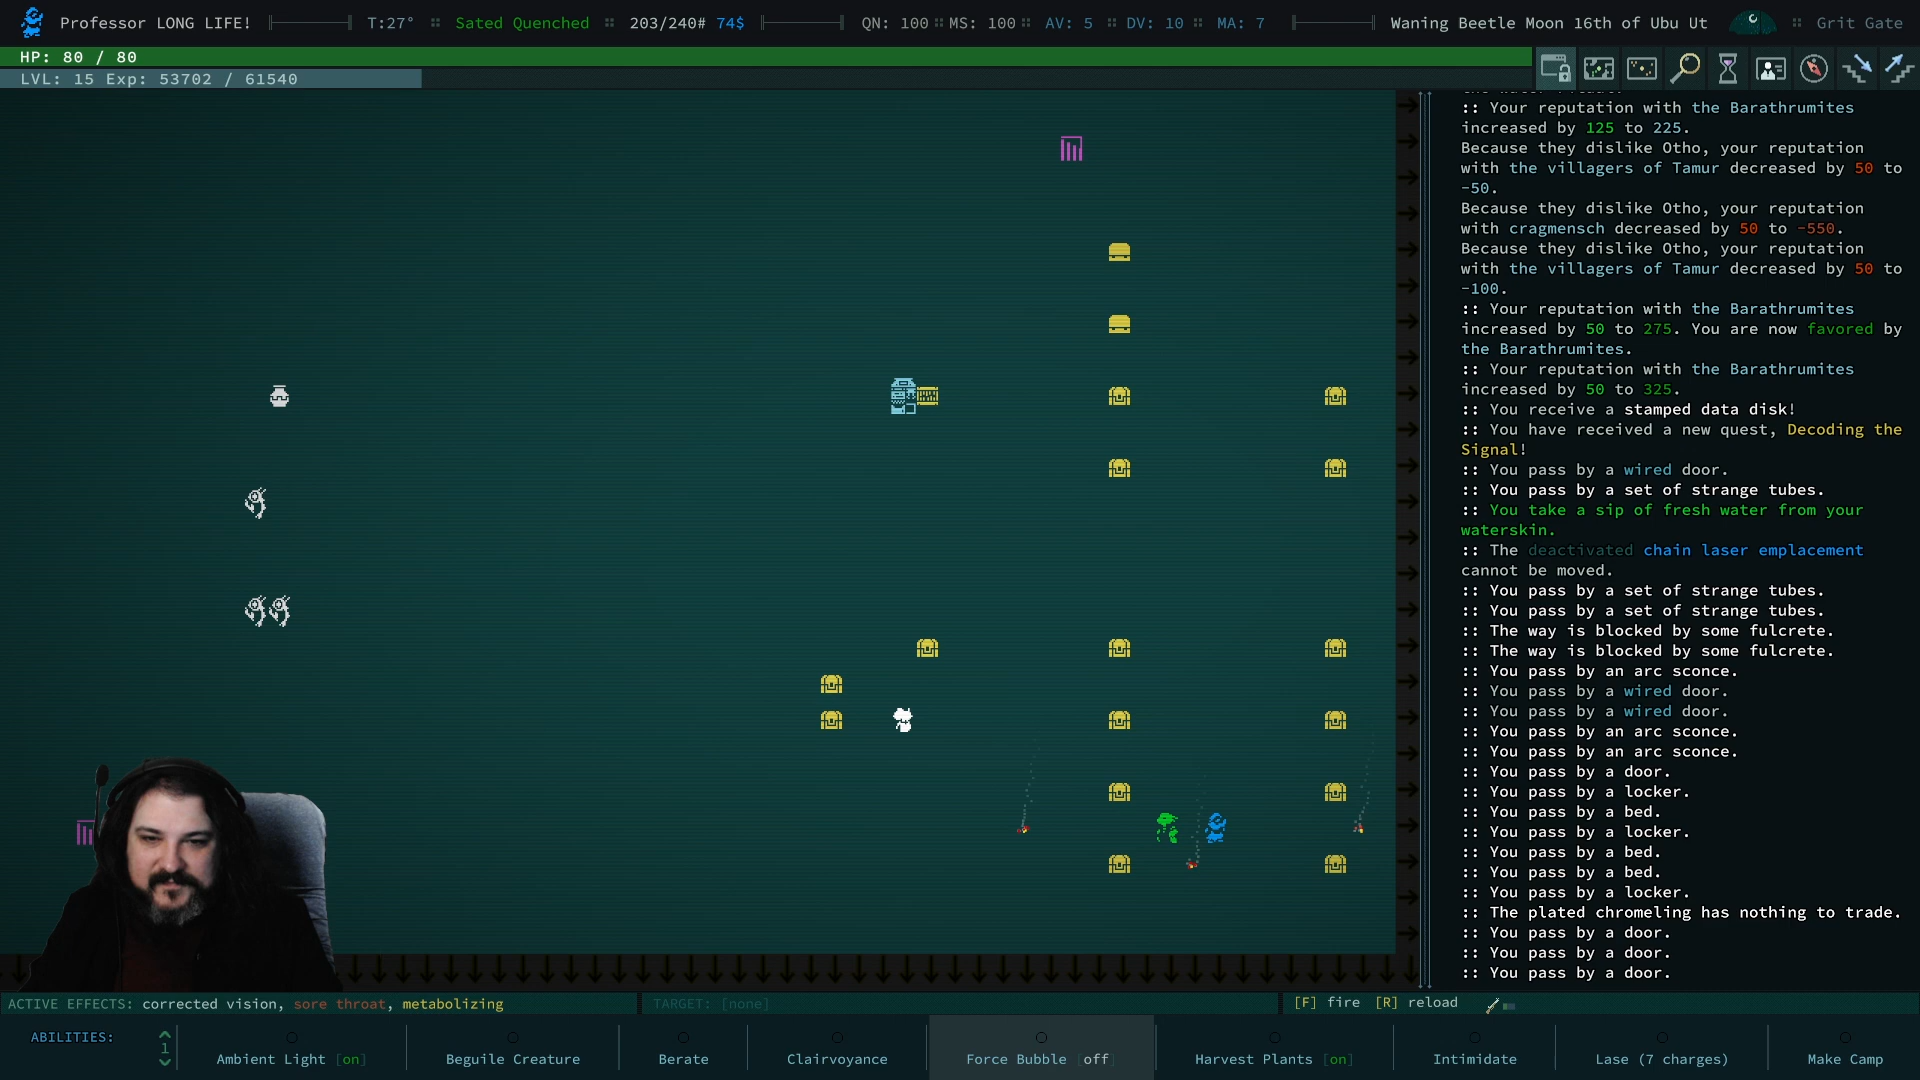 Professor LONG LIFE! T:27° Sated Quenched 203/240# 74$ QN: 100 MS: 100 AV: 5 DV: 10 MA: 7 Waning Beetle Moon 16th of Ubu Ut Grit Gate
HP: 80 / 80
LVL: 15 Exp: 53702 / 61540
:: Your reputation with the Barathrumites
increased by 125 to 225.
Because they dislike Otho, your reputation
with the villagers of Tamur decreased by 50 to
-50.
Because they dislike Otho, your reputation
with cragmensch decreased by 50 to -550.
Because they dislike Otho, your reputation
with the villagers of Tamur decreased by 50 to
-100.
:: Your reputation with the Barathrumites
increased by 50 to 275. You are now favored by
the Barathrumites.
:: Your reputation with the Barathrumites
increased by 50 to 325.
:: You receive a stamped data disk!
:: You have received a new quest, Decoding the
Signal!
:: You pass by a wired door.
:: You pass by a set of strange tubes.
:: You take a sip of fresh water from your
waterskin.
:: The deactivated chain laser emplacement
cannot be moved.
:: You pass by a set of strange tubes.
:: You pass by a set of strange tubes.
:: The way is blocked by some fulcrete.
:: The way is blocked by some fulcrete.
:: You pass by an arc sconce.
:: You pass by a wired door.
:: You pass by a wired door.
:: You pass by an arc sconce.
:: You pass by an arc sconce.
:: You pass by a door.
:: You pass by a locker.
:: You pass by a bed.
:: You pass by a locker.
:: You pass by a bed.
:: You pass by a bed.
:: You pass by a locker.
:: The plated chromeling has nothing to trade.
:: You pass by a door.
:: You pass by a door.
:: You pass by a door.
ACTIVE EFFECTS: corrected vision, sore throat, metabolizing
TARGET: [none]
[F] fire [R] reload
ABILITIES: 1 Ambient Light [on] Beguile Creature Berate Clairvoyance Force Bubble [off] Harvest Plants [on] Intimidate Lase (7 charges) Make Camp